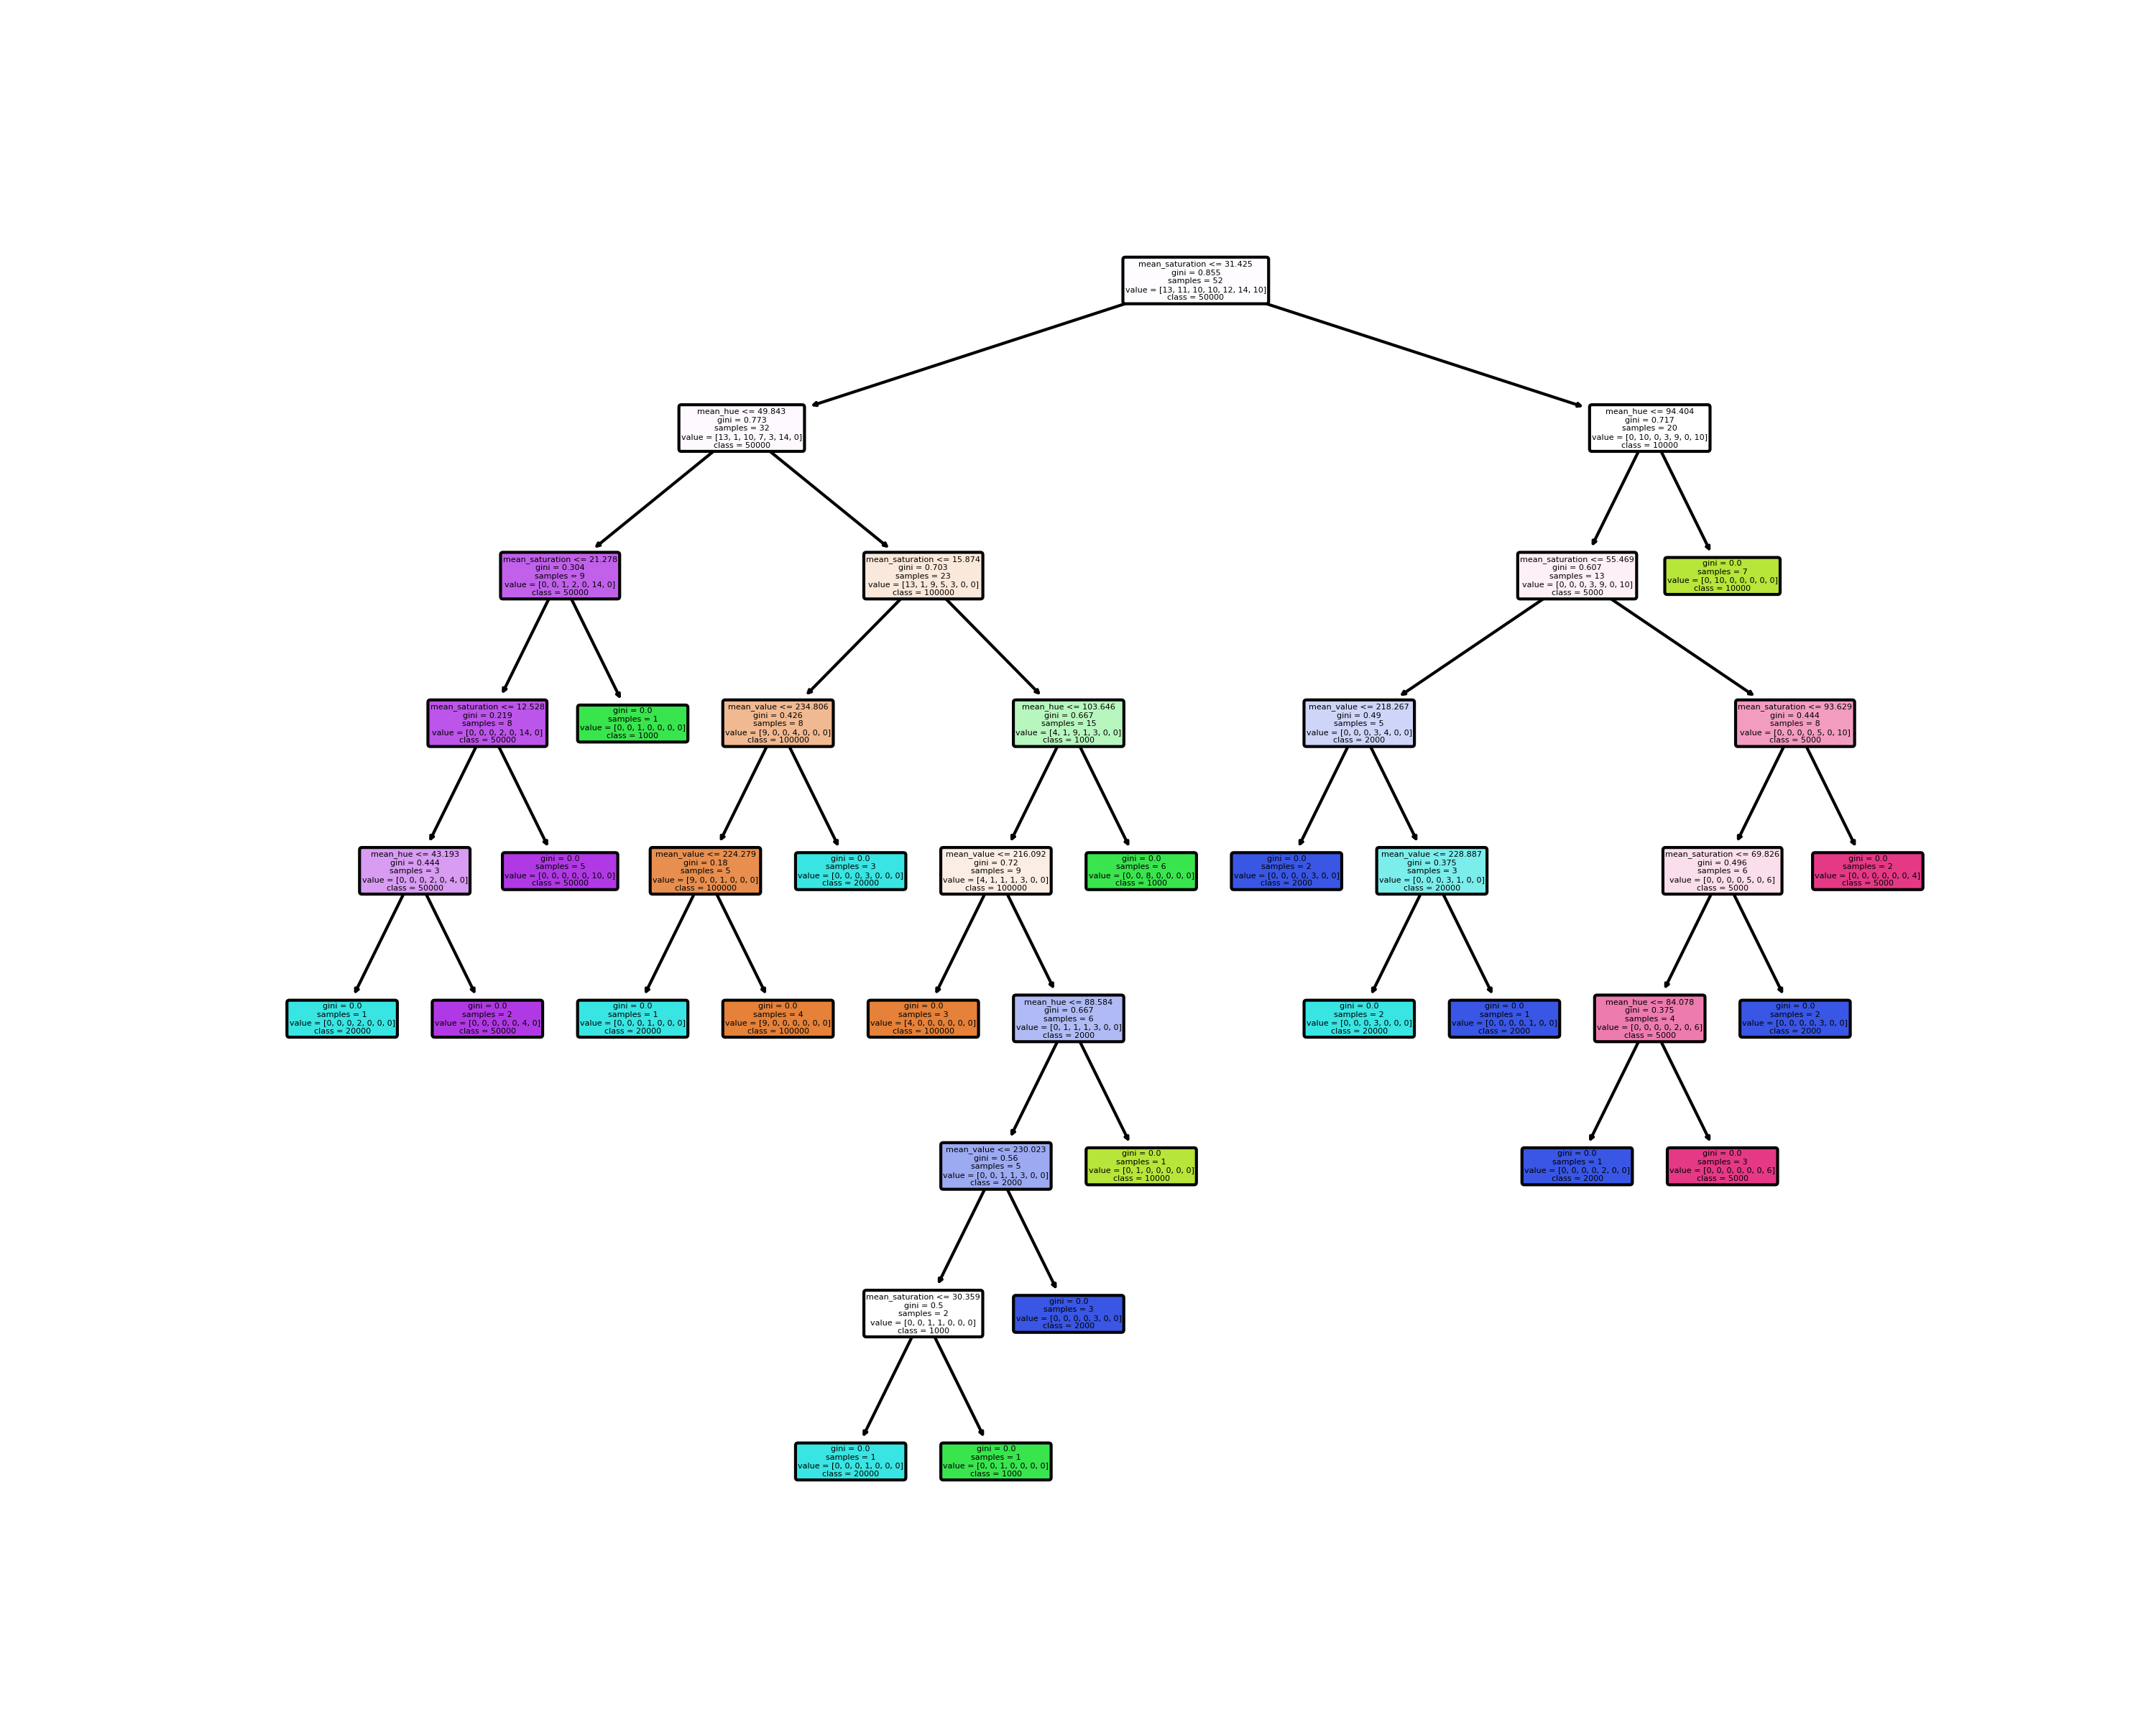 mean_saturation <= 31.425
gini = 0.855
samples = 52
value = [13, 11, 10, 10, 12, 14, 10]
class = 50000
mean_hue <= 49.843
gini = 0.773
samples = 32
value = [13, 1, 10, 7, 3, 14, 0]
class = 50000
mean_hue <= 94.404
gini = 0.717
samples = 20
value = [0, 10, 0, 3, 9, 0, 10]
class = 10000
mean_saturation <= 21.278
gini = 0.304
samples = 9
value = [0, 0, 1, 2, 0, 14, 0]
class = 50000
mean_saturation <= 15.874
gini = 0.703
samples = 23
value = [13, 1, 9, 5, 3, 0, 0]
class = 100000
mean_saturation <= 55.469
gini = 0.607
samples = 13
value = [0, 0, 0, 3, 9, 0, 10]
class = 5000
gini = 0.0
samples = 7
value = [0, 10, 0, 0, 0, 0, 0]
class = 10000
mean_saturation <= 12.528
gini = 0.219
samples = 8
value = [0, 0, 0, 2, 0, 14, 0]
class = 50000
gini = 0.0
samples = 1
value = [0, 0, 1, 0, 0, 0, 0]
class = 1000
mean_value <= 234.806
gini = 0.426
samples = 8
value = [9, 0, 0, 4, 0, 0, 0]
class = 100000
mean_hue <= 103.646
gini = 0.667
samples = 15
value = [4, 1, 9, 1, 3, 0, 0]
class = 1000
mean_value <= 218.267
gini = 0.49
samples = 5
value = [0, 0, 0, 3, 4, 0, 0]
class = 2000
mean_saturation <= 93.629
gini = 0.444
samples = 8
value = [0, 0, 0, 0, 5, 0, 10]
class = 5000
mean_hue <= 43.193
gini = 0.444
samples = 3
value = [0, 0, 0, 2, 0, 4, 0]
class = 50000
gini = 0.0
samples = 5
value = [0, 0, 0, 0, 0, 10, 0]
class = 50000
mean_value <= 224.279
gini = 0.18
samples = 5
value = [9, 0, 0, 1, 0, 0, 0]
class = 100000
gini = 0.0
samples = 3
value = [0, 0, 0, 3, 0, 0, 0]
class = 20000
mean_value <= 216.092
gini = 0.72
samples = 9
value = [4, 1, 1, 1, 3, 0, 0]
class = 100000
gini = 0.0
samples = 6
value = [0, 0, 8, 0, 0, 0, 0]
class = 1000
gini = 0.0
samples = 2
value = [0, 0, 0, 0, 3, 0, 0]
class = 2000
mean_value <= 228.887
gini = 0.375
samples = 3
value = [0, 0, 0, 3, 1, 0, 0]
class = 20000
mean_saturation <= 69.826
gini = 0.496
samples = 6
value = [0, 0, 0, 0, 5, 0, 6]
class = 5000
gini = 0.0
samples = 2
value = [0, 0, 0, 0, 0, 0, 4]
class = 5000
gini = 0.0
samples = 1
value = [0, 0, 0, 2, 0, 0, 0]
class = 20000
gini = 0.0
samples = 2
value = [0, 0, 0, 0, 0, 4, 0]
class = 50000
gini = 0.0
samples = 1
value = [0, 0, 0, 1, 0, 0, 0]
class = 20000
gini = 0.0
samples = 4
value = [9, 0, 0, 0, 0, 0, 0]
class = 100000
gini = 0.0
samples = 3
value = [4, 0, 0, 0, 0, 0, 0]
class = 100000
mean_hue <= 88.584
gini = 0.667
samples = 6
value = [0, 1, 1, 1, 3, 0, 0]
class = 2000
gini = 0.0
samples = 2
value = [0, 0, 0, 3, 0, 0, 0]
class = 20000
gini = 0.0
samples = 1
value = [0, 0, 0, 0, 1, 0, 0]
class = 2000
mean_hue <= 84.078
gini = 0.375
samples = 4
value = [0, 0, 0, 0, 2, 0, 6]
class = 5000
gini = 0.0
samples = 2
value = [0, 0, 0, 0, 3, 0, 0]
class = 2000
mean_value <= 230.023
gini = 0.56
samples = 5
value = [0, 0, 1, 1, 3, 0, 0]
class = 2000
gini = 0.0
samples = 1
value = [0, 1, 0, 0, 0, 0, 0]
class = 10000
gini = 0.0
samples = 1
value = [0, 0, 0, 0, 2, 0, 0]
class = 2000
gini = 0.0
samples = 3
value = [0, 0, 0, 0, 0, 0, 6]
class = 5000
mean_saturation <= 30.359
gini = 0.5
samples = 2
value = [0, 0, 1, 1, 0, 0, 0]
class = 1000
gini = 0.0
samples = 3
value = [0, 0, 0, 0, 3, 0, 0]
class = 2000
gini = 0.0
samples = 1
value = [0, 0, 0, 1, 0, 0, 0]
class = 20000
gini = 0.0
samples = 1
value = [0, 0, 1, 0, 0, 0, 0]
class = 1000